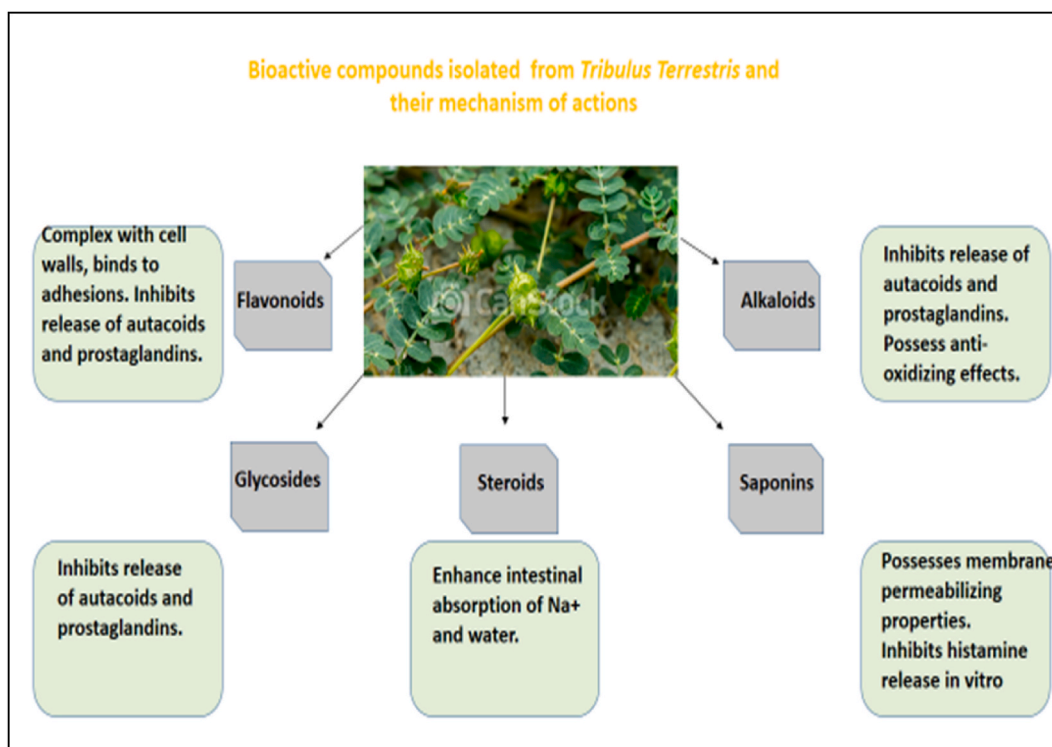 Bioactive compounds isolated from Tribulus Terrestris and
their mechanism of actions
Complex with cell
walls, binds to
adhesions. Inhibits
release of autacoids
and prostaglandins.
Flavonoids
CanStock
Alkaloids
Inhibits release of
autacoids and
prostaglandins.
Possess anti-
oxidizing effects.
Glycosides
Steroids
Saponins
Inhibits release
of autacoids and
prostaglandins.
Enhance intestinal
absorption of Na+
and water.
Possesses membrane
permeabilizing
properties.
Inhibits histamine
release in vitro